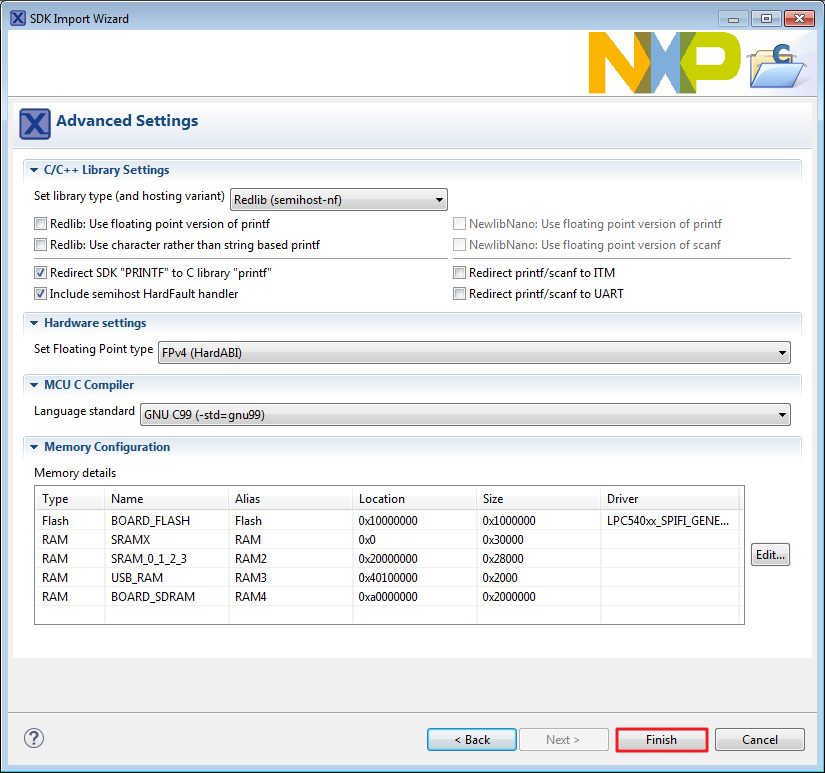 SDK Import Wizard
NXP
C
Advanced Settings
C/C++ Library Settings
Set library type (and hosting variant) Redlib (semihost-nf)
Redlib: Use floating point version of printf NewlibNano: Use floating point version of printf
Redlib: Use character rather than string based printf NewlibNano: Use floating point version of scanf
Redirect SDK "PRINTF" to C library "printf" Redirect printf/scanf to ITM
Include semihost HardFault handler Redirect printf/scanf to UART
Hardware settings
Set Floating Point type FPv4 (HardABI)
MCU C Compiler
Language standard GNU C99 (-std=gnu99)
Memory Configuration
Memory details
Type Name Alias Location Size Driver
Flash BOARD_FLASH Flash 0x10000000 0x1000000 LPC540xx_SPIFI_GENE...
RAM SRAMX RAM 0x0 0x30000
RAM SRAM_0_1_2_3 RAM2 0x20000000 0x28000
RAM USB_RAM RAM3 0x40100000 0x2000
RAM BOARD_SDRAM RAM4 0xa0000000 0x2000000
Edit...
? < Back Next > Finish Cancel